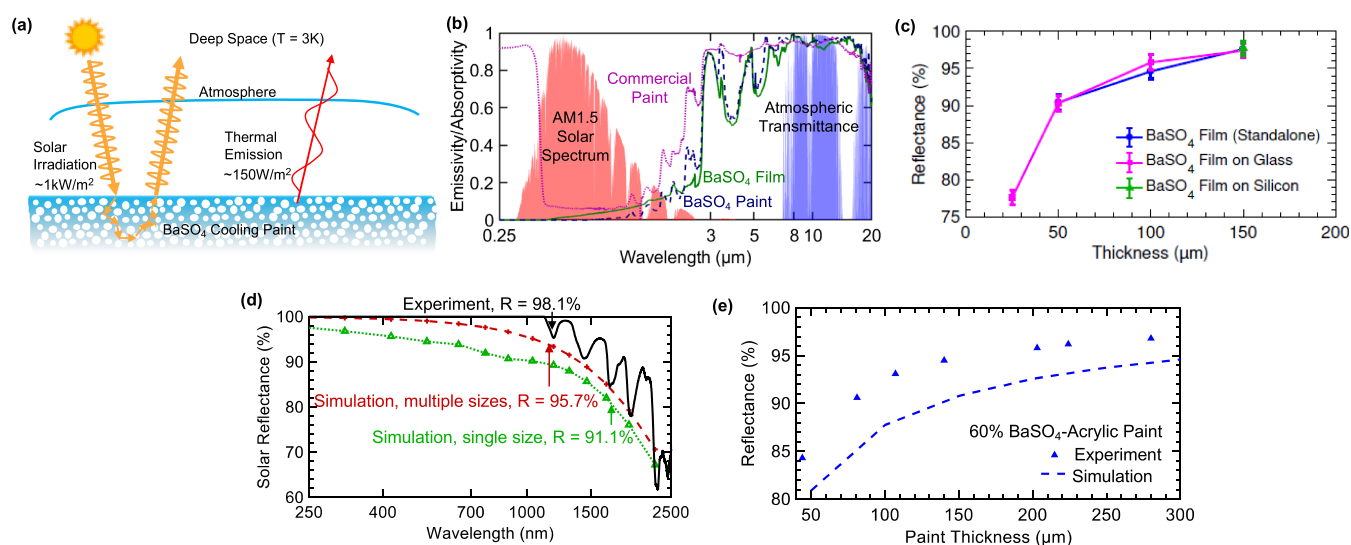 (a)
Deep Space (T = 3K)
Atmosphere
Solar
Irradiation
~1kW/m²
Thermal
Emission
~150W/m²
BaSO₄ Cooling Paint
(b)
Emissivity/Absorptivity
1
0.8
0.6
0.4
0.2
0
Commercial
Paint
AM1.5
Solar
Spectrum
Atmospheric
Transmittance
BaSO₄ Film
BaSO₄ Paint
0.25 3 5 8 10 20
Wavelength (µm)
(c)
Reflectance (%)
100
95
90
85
80
75
BaSO₄ Film (Standalone)
BaSO₄ Film on Glass
BaSO₄ Film on Silicon
0 50 100 150 200
Thickness (µm)
(d)
Solar Reflectance (%)
100
90
80
70
60
Experiment, R = 98.1%
Simulation, multiple sizes, R = 95.7%
Simulation, single size, R = 91.1%
250 400 700 1000 1500 2500
Wavelength (nm)
(e)
Reflectance (%)
100
95
90
85
80
60% BaSO₄-Acrylic Paint
Experiment
Simulation
50 100 150 200 250 300
Paint Thickness (µm)